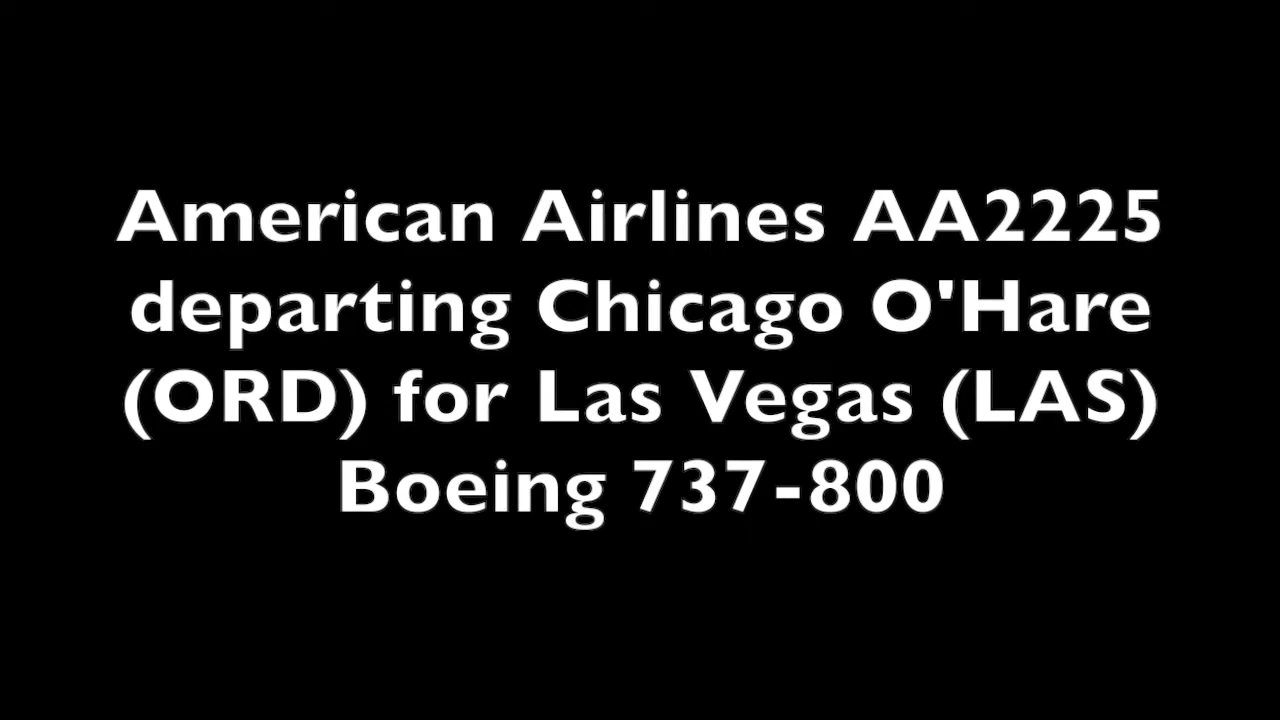 American Airlines AA2225
departing Chicago O'Hare
(ORD) for Las Vegas (LAS)
Boeing 737-800